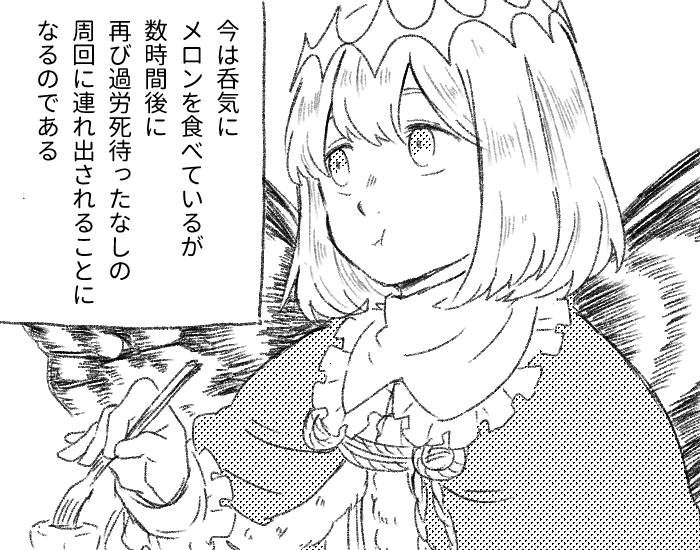 今は呑気に
メロンを食べているが
数時間後に
再び過労死待ったなしの
周回に連れ出されることに
なるのである